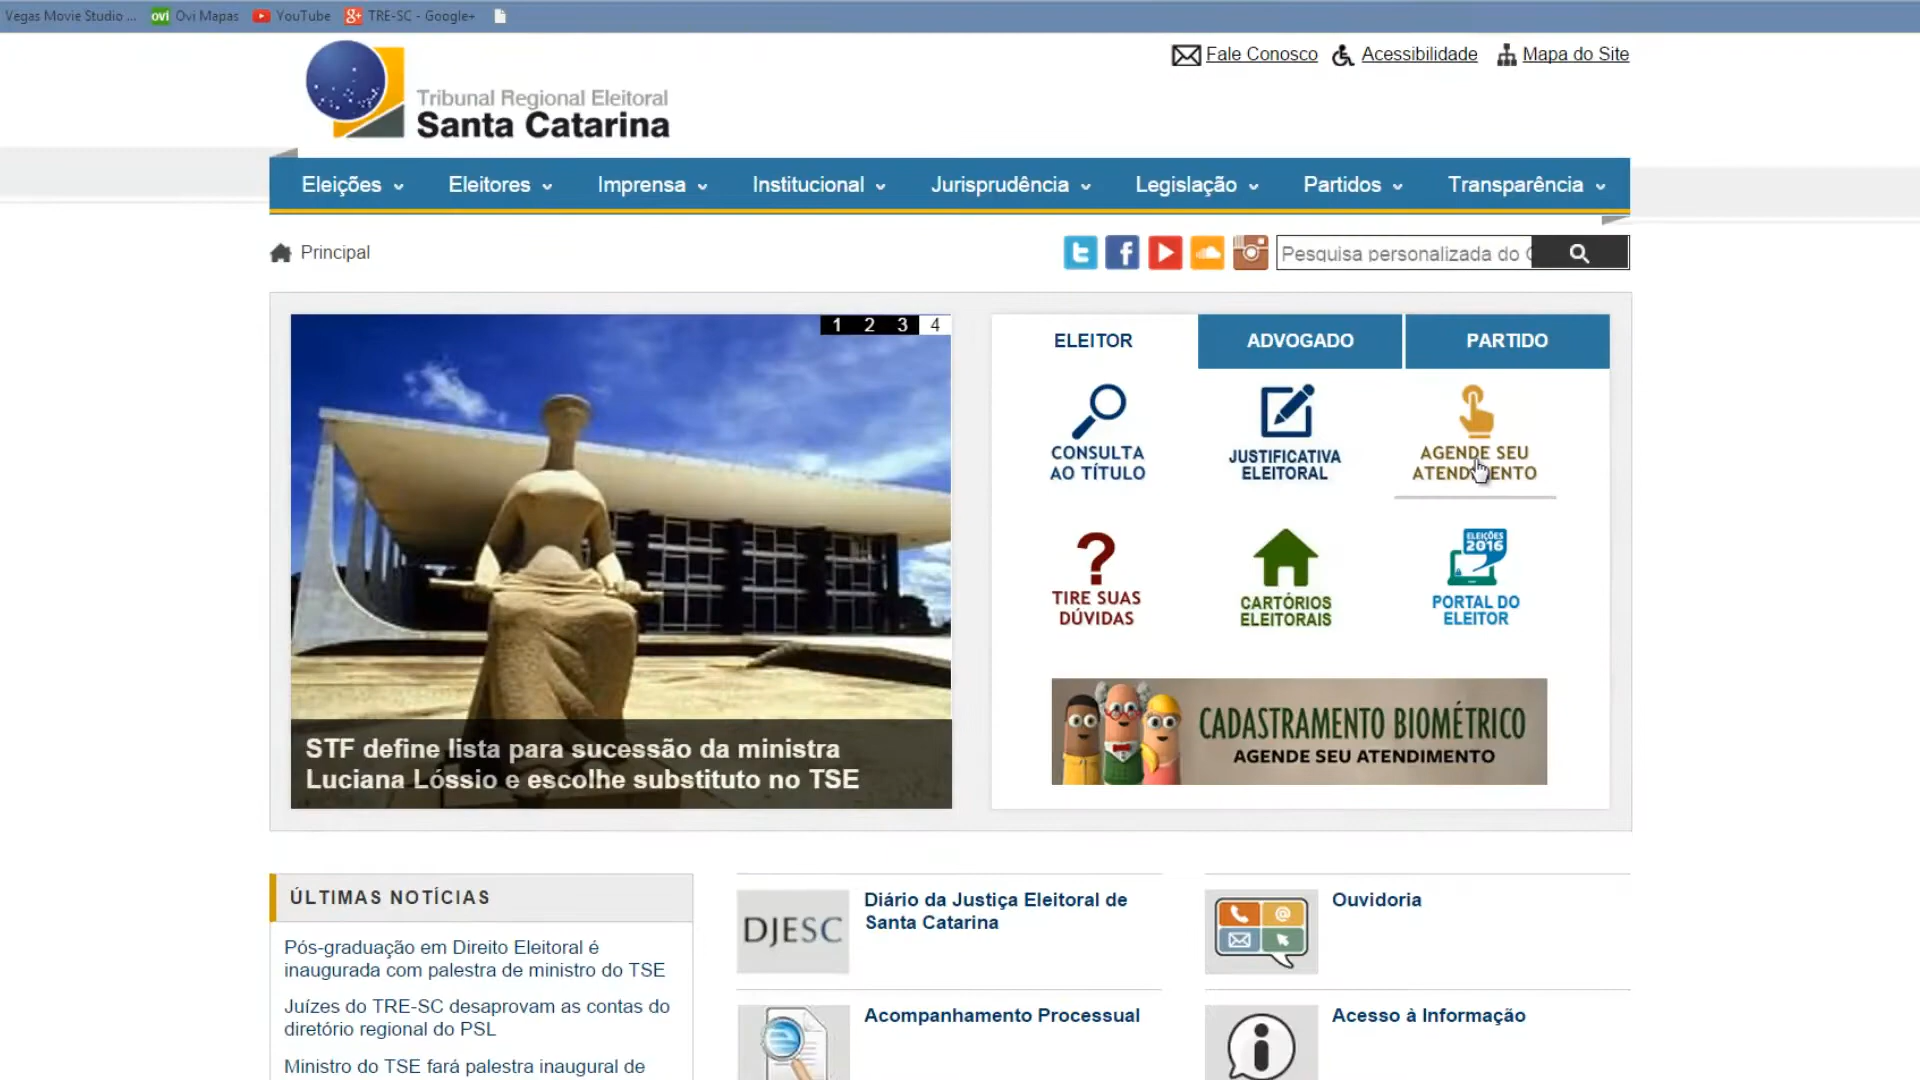 Vegas Movie Studio ...
ovi Ovi Mapas
YouTube
g+ TRE-SC - Google+
Fale Conosco
Acessibilidade
Mapa do Site
Tribunal Regional Eleitoral
Santa Catarina
Eleições
Eleitores
Imprensa
Institucional
Jurisprudência
Legislação
Partidos
Transparência
Principal
Pesquisa personalizada do
1 2 3 4
ELEITOR
ADVOGADO
PARTIDO
CONSULTA
AO TÍTULO
JUSTIFICATIVA
ELEITORAL
AGENDE SEU
ATENDIMENTO
TIRE SUAS
DÚVIDAS
CARTÓRIOS
ELEITORAIS
ELEIÇÕES
2016
PORTAL DO
ELEITOR
CADASTRAMENTO BIOMÉTRICO
AGENDE SEU ATENDIMENTO
STF define lista para sucessão da ministra
Luciana Lóssio e escolhe substituto no TSE
ÚLTIMAS NOTÍCIAS
Pós-graduação em Direito Eleitoral é
inaugurada com palestra de ministro do TSE
Juízes do TRE-SC desaprovam as contas do
diretório regional do PSL
Ministro do TSE fará palestra inaugural de
DJESC
Diário da Justiça Eleitoral de
Santa Catarina
Acompanhamento Processual
Ouvidoria
Acesso à Informação